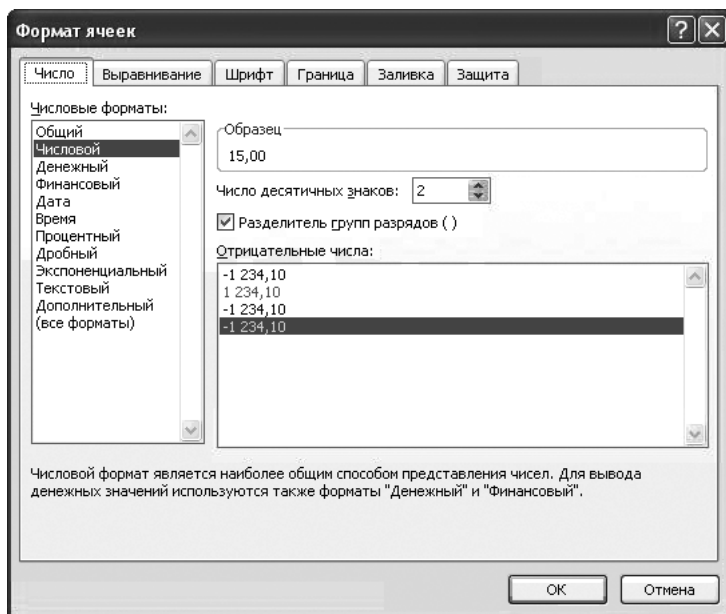 Формат ячеек
Число Выравнивание Шрифт Граница Заливка Защита
Числовые форматы:
Общий
Числовой
Денежный
Финансовый
Дата
Время
Процентный
Дробный
Экспоненциальный
Текстовый
Дополнительный
(все форматы)
Образец
15,00
Число десятичных знаков: 2
Разделитель групп разрядов ( )
Отрицательные числа:
-1 234,10
1 234,10
-1 234,10
-1 234,10
Числовой формат является наиболее общим способом представления чисел. Для вывода
денежных значений используются также форматы "Денежный" и "Финансовый".
ОК Отмена